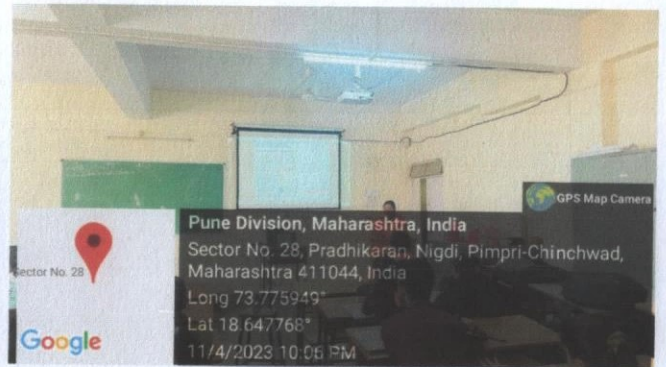 GPS Map Camera
Pune Division, Maharashtra, India
Sector No. 28, Pradhikaran, Nigdi, Pimpri-Chinchwad,
Maharashtra 411044, India
Long 73.775949°
Lat 18.647768°
11/4/2023 10:06 PM
Sector No. 28
Google